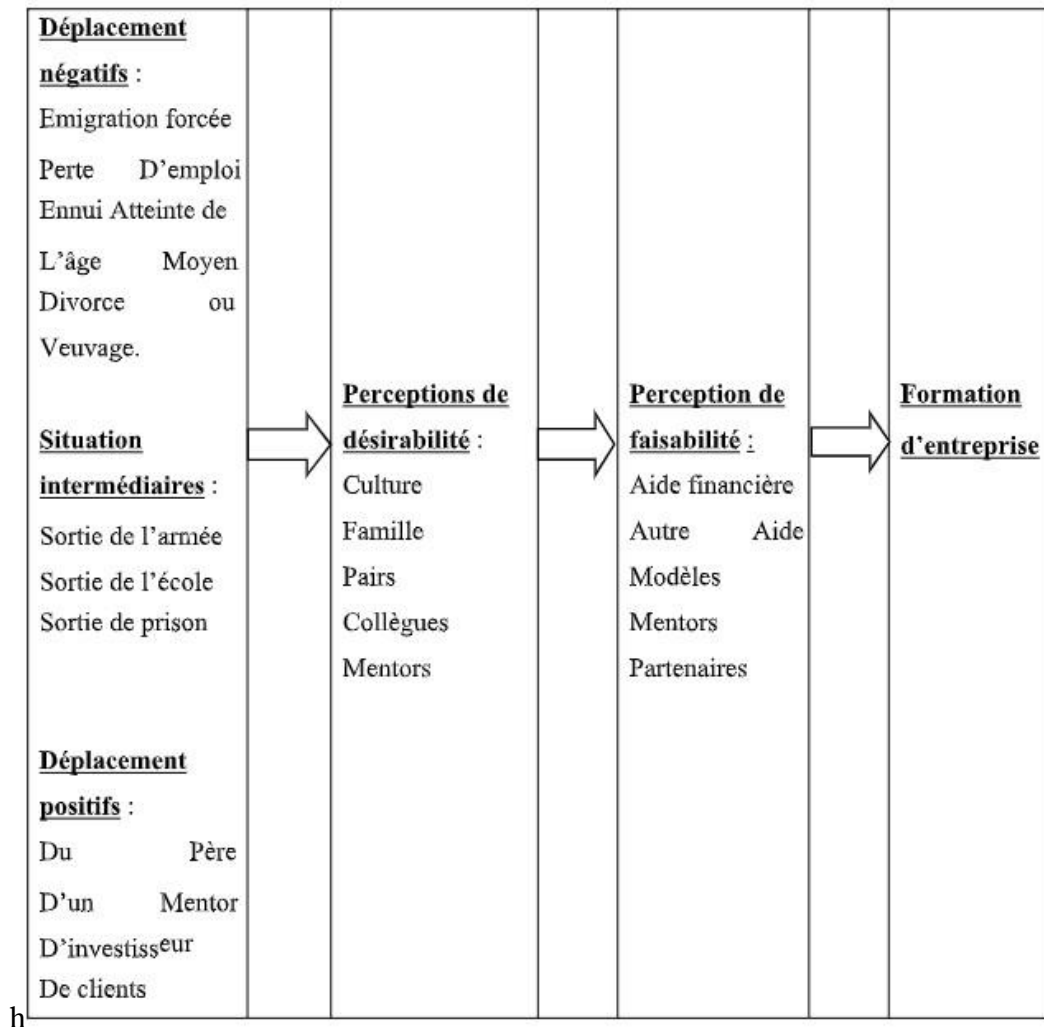 Déplacement
négatifs :
Emigration forcée
Perte D'emploi
Ennui Atteinte de
L'âge Moyen
Divorce ou
Veuvage.
Situation
intermédiaires :
Sortie de l'armée
Sortie de l'école
Sortie de prison
Déplacement
positifs :
Du Père
D'un Mentor
D'investisseur
De clients
Perceptions de
désirabilité :
Culture
Famille
Pairs
Collègues
Mentors
Perception de
faisabilité :
Aide financière
Autre Aide
Modèles
Mentors
Partenaires
Formation
d'entreprise
h